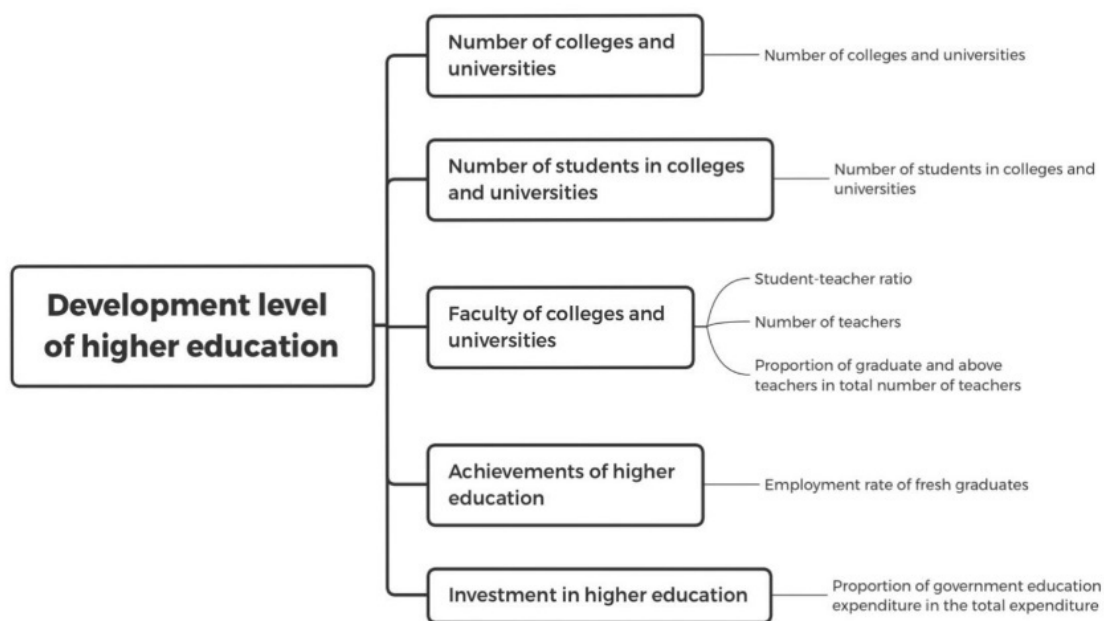 Development level
of higher education
Number of colleges and
universities
Number of colleges and universities
Number of students in colleges
and universities
Number of students in colleges and
universities
Faculty of colleges and
universities
Student-teacher ratio
Number of teachers
Proportion of graduate and above
teachers in total number of teachers
Achievements of higher
education
Employment rate of fresh graduates
Investment in higher education
Proportion of government education
expenditure in the total expenditure